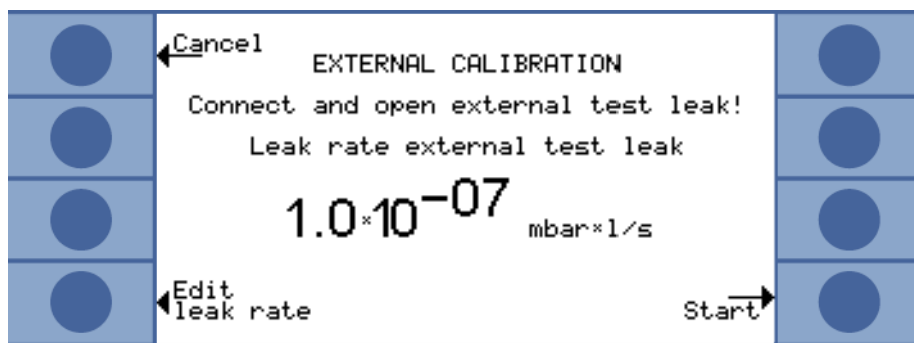 Cancel
EXTERNAL CALIBRATION
Connect and open external test leak!
Leak rate external test leak
1.0×10⁻⁰⁷ mbar×l/s
Edit
leak rate
Start